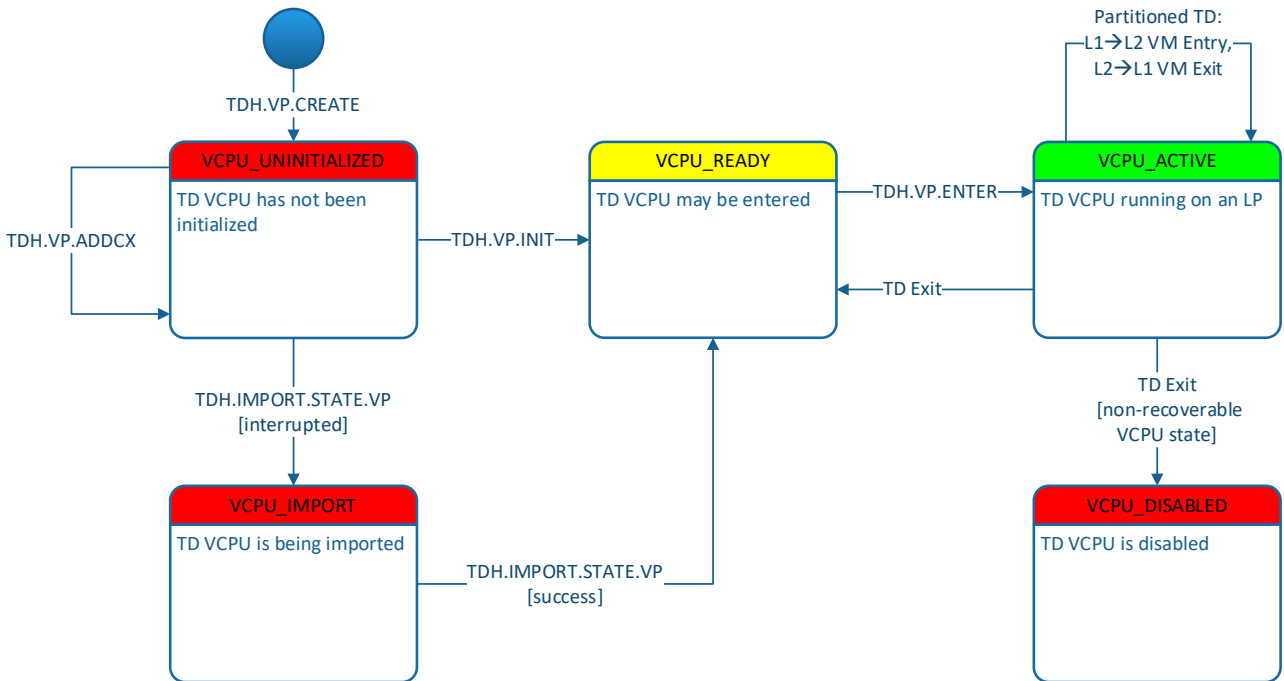 Partitioned TD:
L1→L2 VM Entry,
L2→L1 VM Exit
TDH.VP.CREATE
VCPU_UNINITIALIZED
TD VCPU has not been
initialized
TDH.VP.ADDCX
TDH.VP.INIT
VCPU_READY
TD VCPU may be entered
TDH.VP.ENTER
TD Exit
VCPU_ACTIVE
TD VCPU running on an LP
TDH.IMPORT.STATE.VP
[interrupted]
TD Exit
[non-recoverable
VCPU state]
VCPU_IMPORT
TD VCPU is being imported
TDH.IMPORT.STATE.VP
[success]
VCPU_DISABLED
TD VCPU is disabled